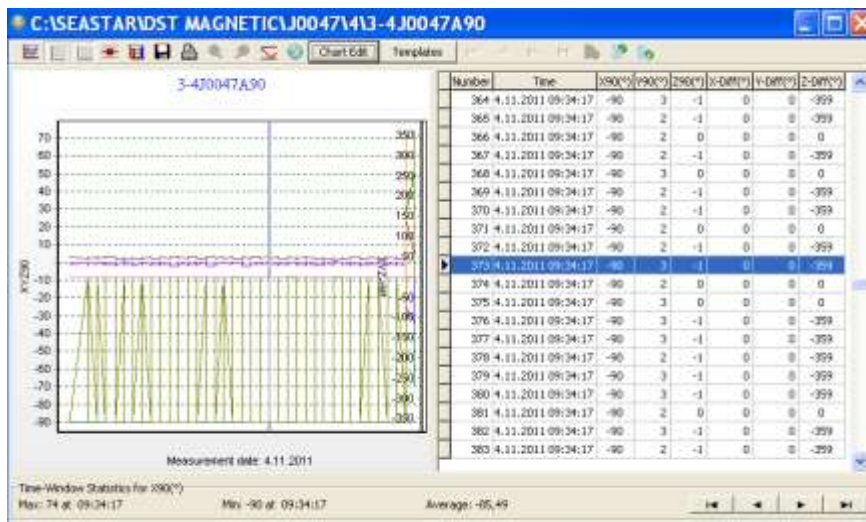 C:\SEASTAR\DST MAGNETIC\J0047\4\3-4J0047A90
Chart Edit Templates
3-4J0047A90
70
60
50
40
30
20
10
-10
-20
-30
-40
-50
-60
-70
-80
-90
XYZ90
350
300
250
200
150
100
50
-50
-100
-150
-200
-250
-300
-350
Measurement date: 4.11.2011
Number Time X90(°) Y90(°) Z90(°) X-Diff(°) Y-Diff(°) Z-Diff(°)
364 4.11.2011 09:34:17 -90 3 -1 0 0 -359
365 4.11.2011 09:34:17 -90 2 -1 0 0 -359
366 4.11.2011 09:34:17 -90 2 0 0 0 0
367 4.11.2011 09:34:17 -90 2 -1 0 0 -359
368 4.11.2011 09:34:17 -90 3 0 0 0 0
369 4.11.2011 09:34:17 -90 2 -1 0 0 -359
370 4.11.2011 09:34:17 -90 2 -1 0 0 -359
371 4.11.2011 09:34:17 -90 2 0 0 0 0
372 4.11.2011 09:34:17 -90 2 -1 0 0 -359
373 4.11.2011 09:34:17 -90 3 -1 0 0 -359
374 4.11.2011 09:34:17 -90 2 0 0 0 0
375 4.11.2011 09:34:17 -90 3 0 0 0 0
376 4.11.2011 09:34:17 -90 3 -1 0 0 -359
377 4.11.2011 09:34:17 -90 3 -1 0 0 -359
378 4.11.2011 09:34:17 -90 2 -1 0 0 -359
379 4.11.2011 09:34:17 -90 3 -1 0 0 -359
380 4.11.2011 09:34:17 -90 3 -1 0 0 -359
381 4.11.2011 09:34:17 -90 2 0 0 0 0
382 4.11.2011 09:34:17 -90 3 -1 0 0 -359
383 4.11.2011 09:34:17 -90 2 -1 0 0 -359
Time-Window Statistics for X90(°)
Max: 74 at 09:34:17 Min: -90 at 09:34:17 Average: -85,49